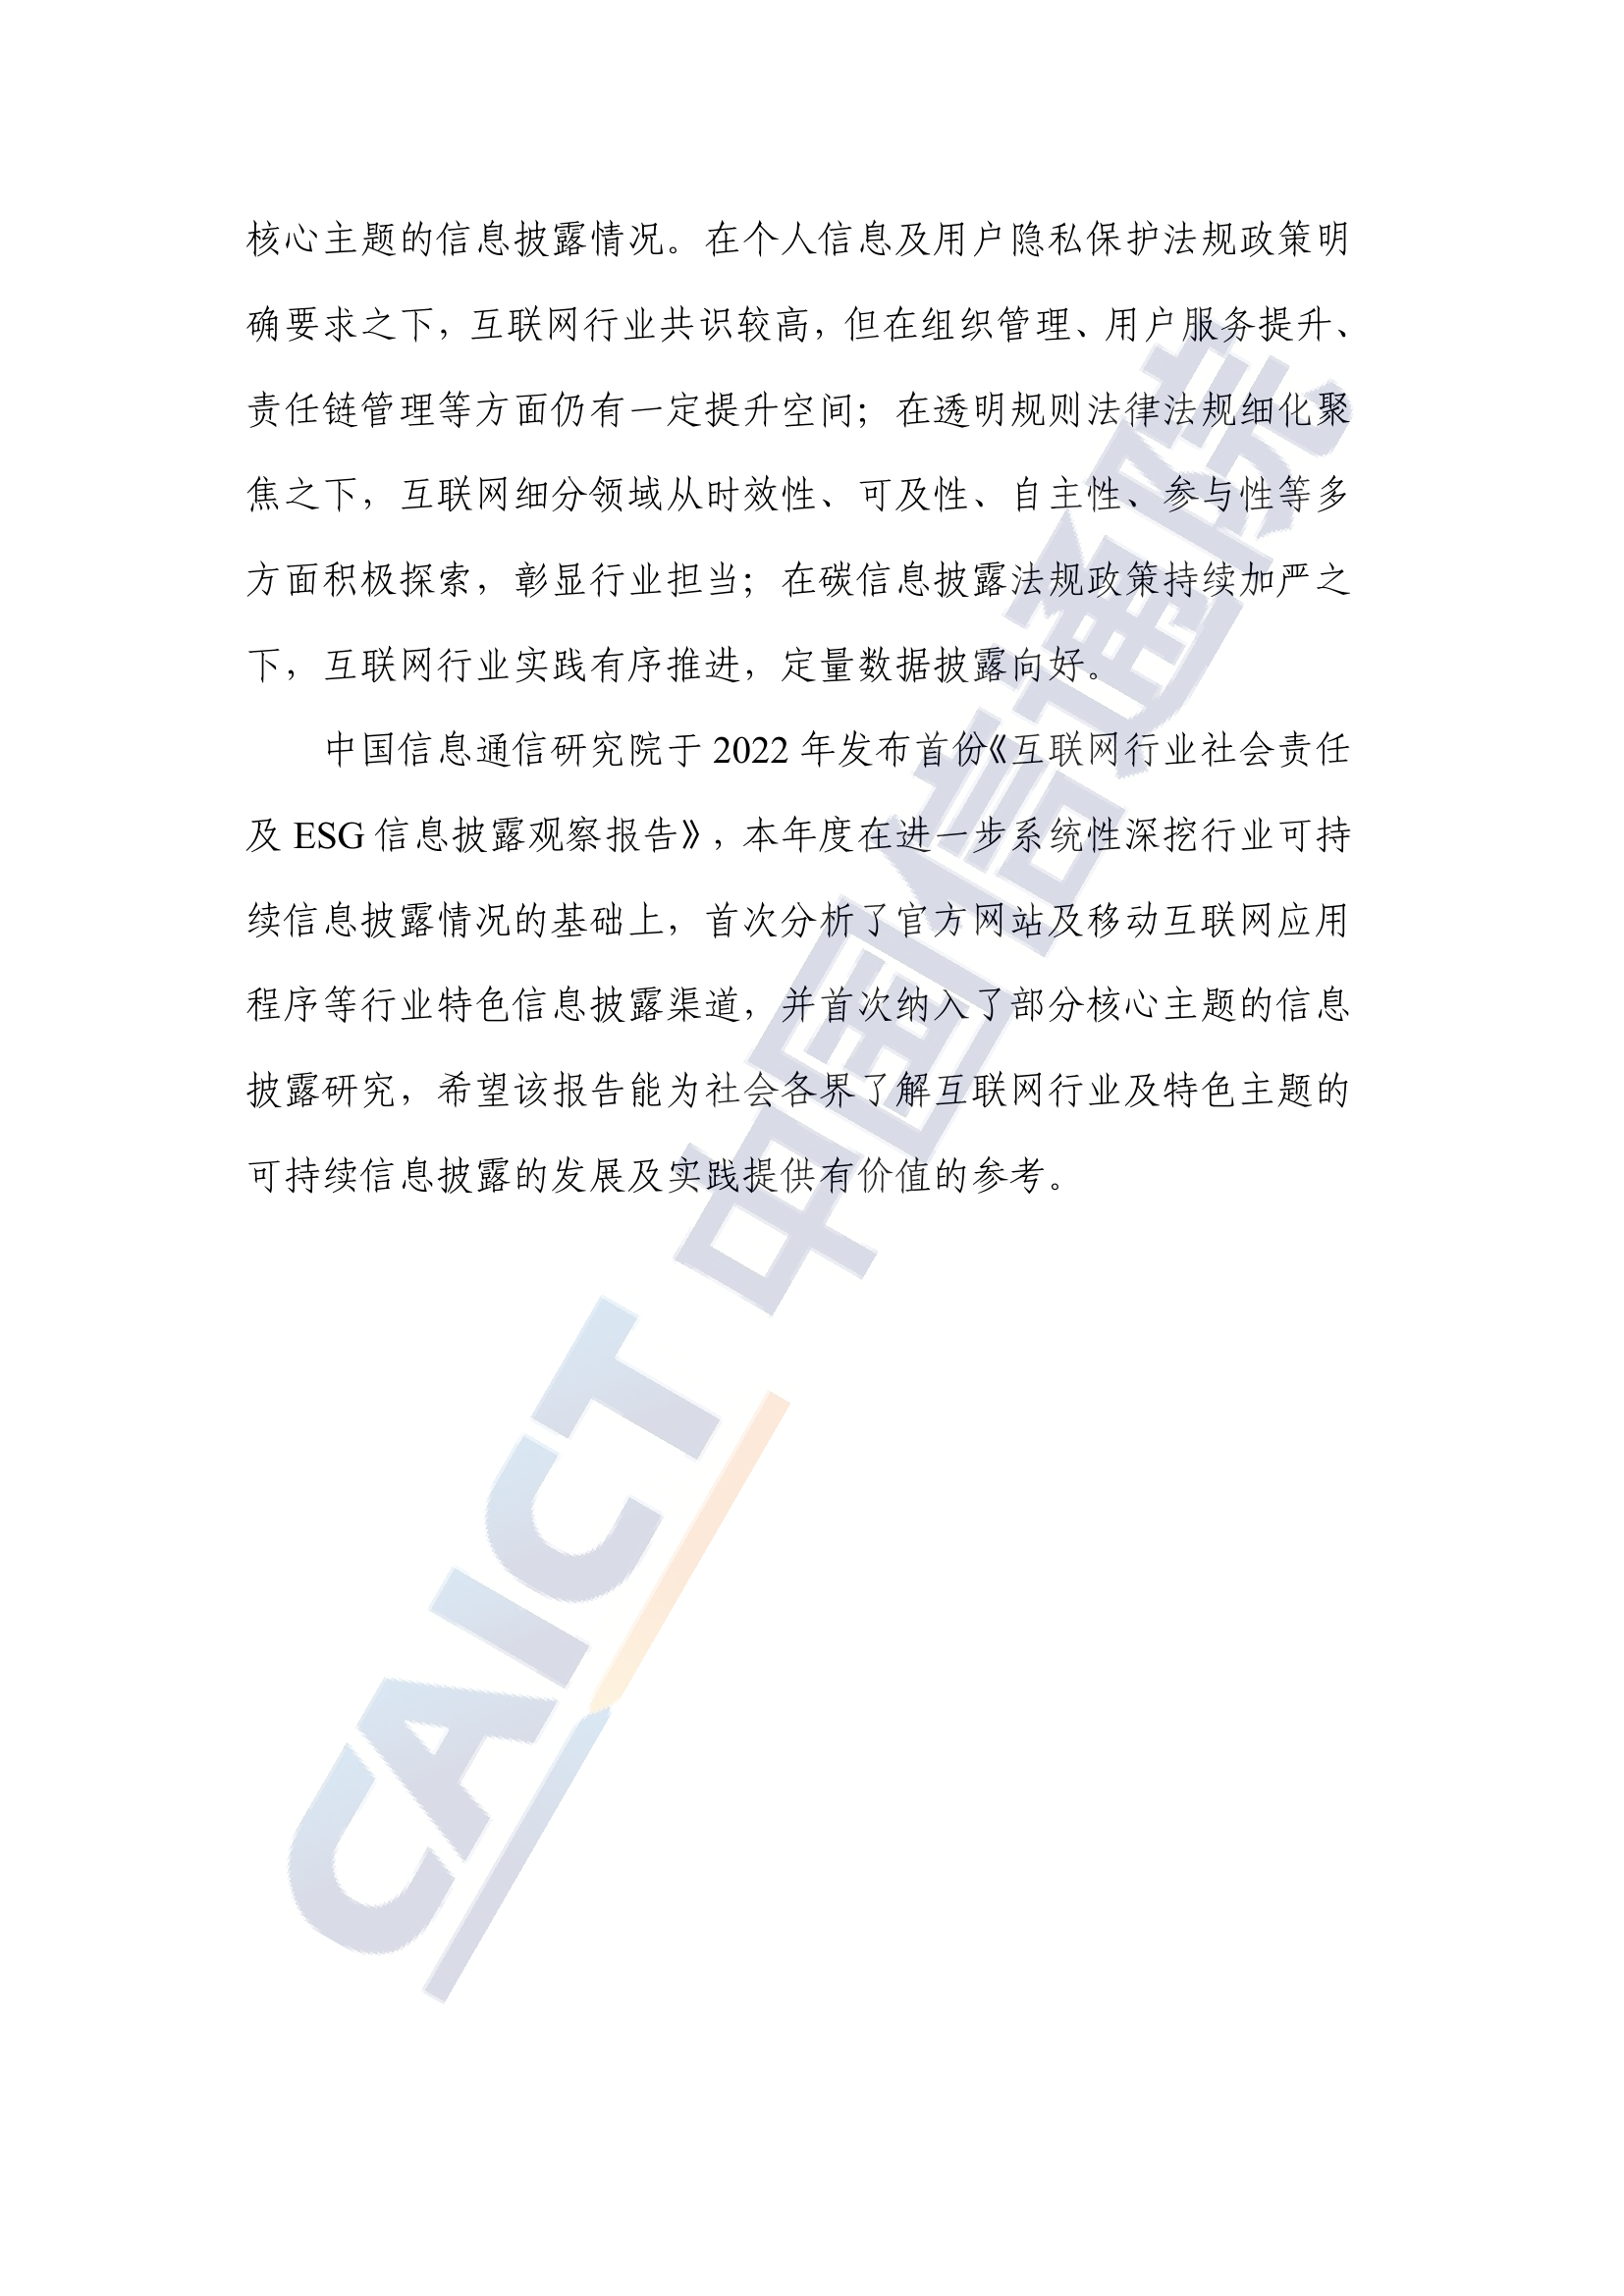 核心主题的信息披露情况。在个人信息及用户隐私保护法规政策明
确要求之下，互联网行业共识较高，但在组织管理、用户服务提升、
责任链管理等方面仍有一定提升空间；在透明规则法律法规细化聚
焦之下，互联网细分领域从时效性、可及性、自主性、参与性等多
方面积极探索，彰显行业担当；在碳信息披露法规政策持续加严之
下，互联网行业实践有序推进，定量数据披露向好。
中国信息通信研究院于 2022 年发布首份《互联网行业社会责任
及 ESG 信息披露观察报告》，本年度在进一步系统性深挖行业可持
续信息披露情况的基础上，首次分析了官方网站及移动互联网应用
程序等行业特色信息披露渠道，并首次纳入了部分核心主题的信息
披露研究，希望该报告能为社会各界了解互联网行业及特色主题的
可持续信息披露的发展及实践提供有价值的参考。
CAICT 中国信通院